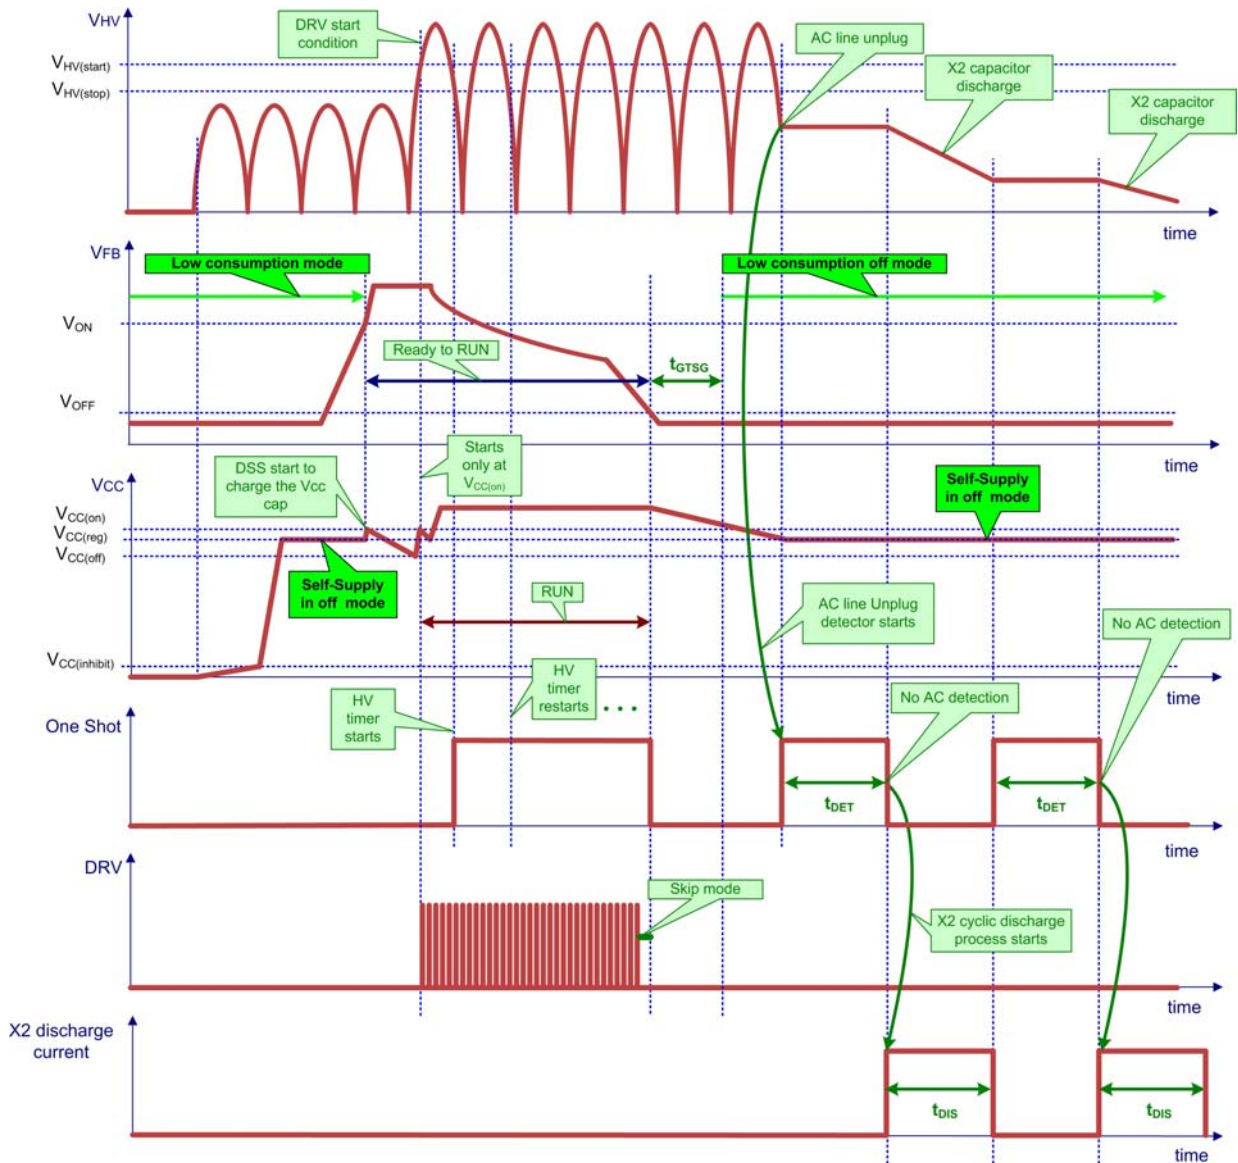 VHV
DRV start
condition
AC line unplug
X2 capacitor
discharge
X2 capacitor
discharge
VHV(start)
VHV(stop)
time
VFB
Low consumption mode
Low consumption off mode
VON
Ready to RUN
tGTSG
VOFF
time
VCC
DSS start to
charge the Vcc
cap
Starts
only at
VCC(on)
Self-Supply
in off mode
VCC(on)
VCC(reg)
VCC(off)
Self-Supply
in off mode
RUN
AC line Unplug
detector starts
No AC detection
VCC(inhibit)
time
One Shot
HV
timer
starts
HV
timer
restarts
...
No AC detection
tDET
tDET
time
DRV
Skip mode
X2 cyclic discharge
process starts
time
X2 discharge
current
tDIS
tDIS
time